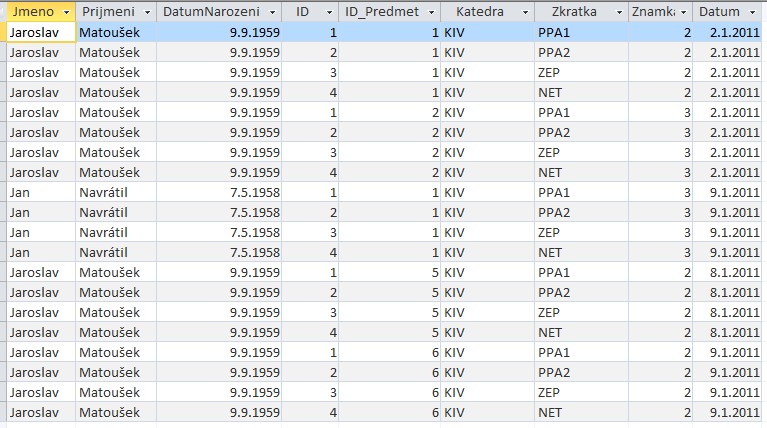 Jmeno Prijmeni DatumNarozeni ID ID_Predmet Katedra Zkratka Znamka Datum
Jaroslav Matoušek 9.9.1959 1 1 KIV PPA1 2 2.1.2011
Jaroslav Matoušek 9.9.1959 2 1 KIV PPA2 2 2.1.2011
Jaroslav Matoušek 9.9.1959 3 1 KIV ZEP 2 2.1.2011
Jaroslav Matoušek 9.9.1959 4 1 KIV NET 2 2.1.2011
Jaroslav Matoušek 9.9.1959 1 2 KIV PPA1 3 2.1.2011
Jaroslav Matoušek 9.9.1959 2 2 KIV PPA2 3 2.1.2011
Jaroslav Matoušek 9.9.1959 3 2 KIV ZEP 3 2.1.2011
Jaroslav Matoušek 9.9.1959 4 2 KIV NET 3 2.1.2011
Jan Navrátil 7.5.1958 1 1 KIV PPA1 3 9.1.2011
Jan Navrátil 7.5.1958 2 1 KIV PPA2 3 9.1.2011
Jan Navrátil 7.5.1958 3 1 KIV ZEP 3 9.1.2011
Jan Navrátil 7.5.1958 4 1 KIV NET 3 9.1.2011
Jaroslav Matoušek 9.9.1959 1 5 KIV PPA1 2 8.1.2011
Jaroslav Matoušek 9.9.1959 2 5 KIV PPA2 2 8.1.2011
Jaroslav Matoušek 9.9.1959 3 5 KIV ZEP 2 8.1.2011
Jaroslav Matoušek 9.9.1959 4 5 KIV NET 2 8.1.2011
Jaroslav Matoušek 9.9.1959 1 6 KIV PPA1 2 9.1.2011
Jaroslav Matoušek 9.9.1959 2 6 KIV PPA2 2 9.1.2011
Jaroslav Matoušek 9.9.1959 3 6 KIV ZEP 2 9.1.2011
Jaroslav Matoušek 9.9.1959 4 6 KIV NET 2 9.1.2011